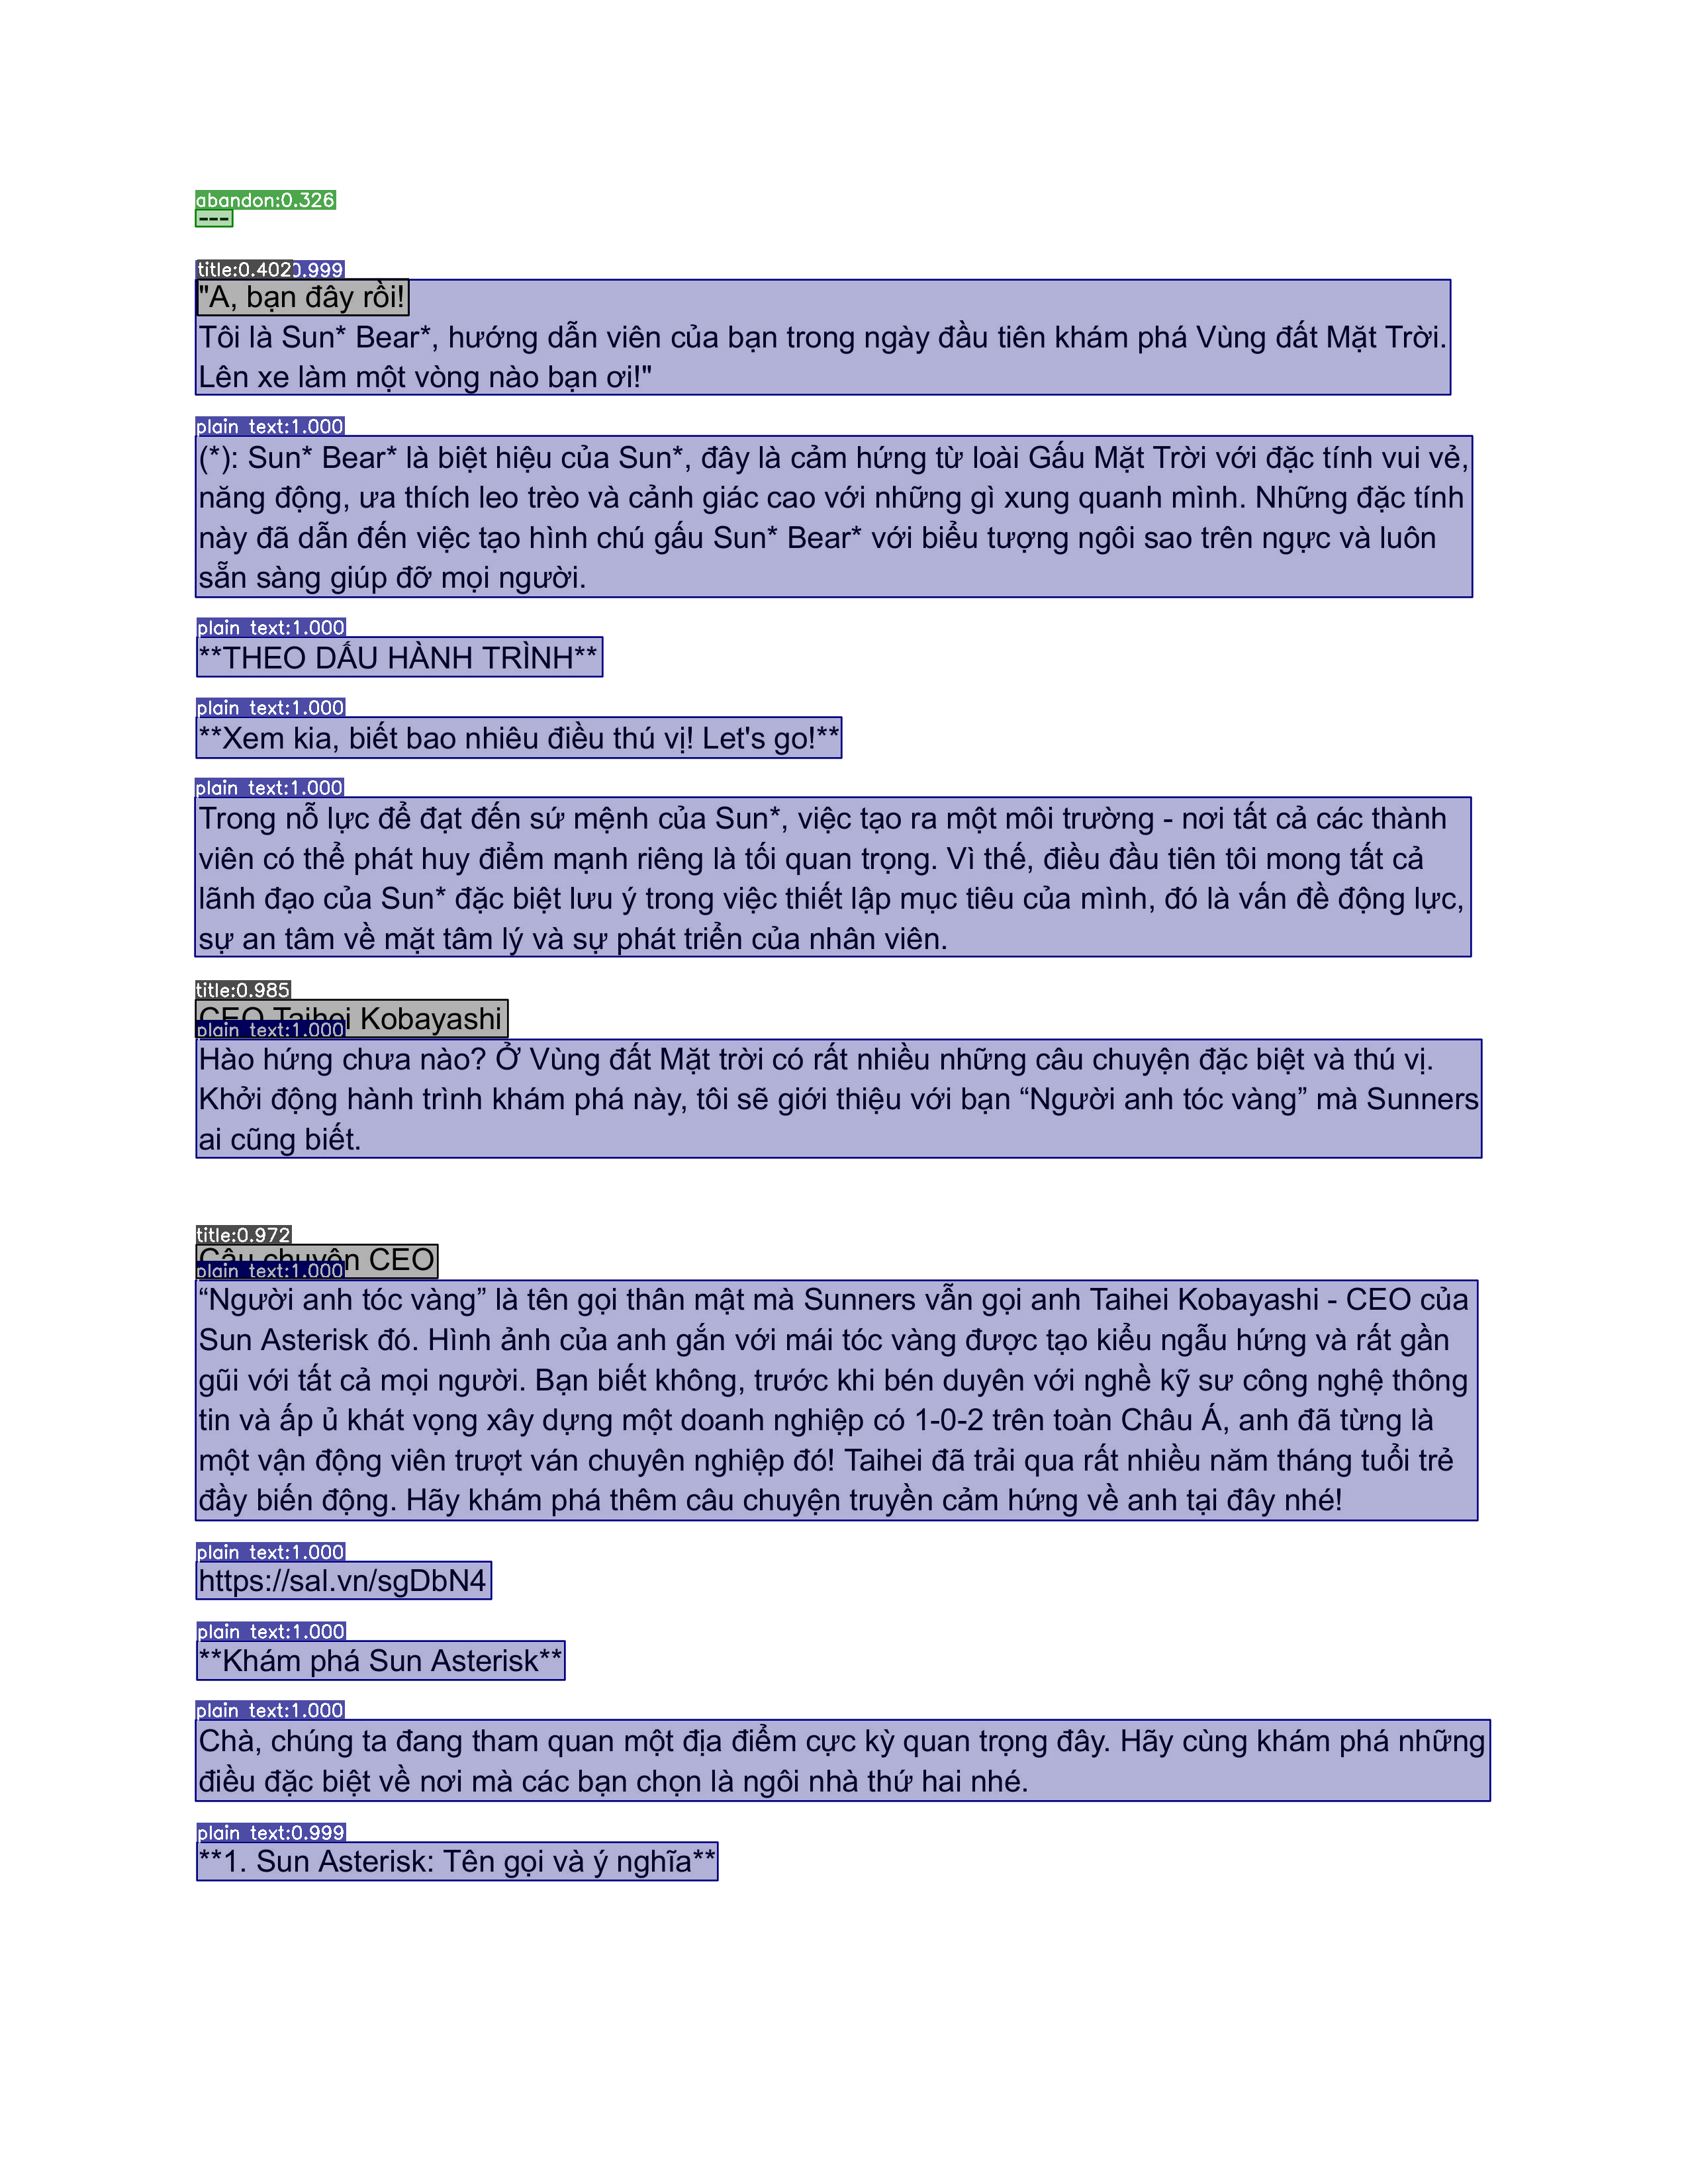 abandon:0.326
---
title:0.402 0.999
"A, bạn đây rồi!
Tôi là Sun* Bear*, hướng dẫn viên của bạn trong ngày đầu tiên khám phá Vùng đất Mặt Trời.
Lên xe làm một vòng nào bạn ơi!"
plain text:1.000
(*): Sun* Bear* là biệt hiệu của Sun*, đây là cảm hứng từ loài Gấu Mặt Trời với đặc tính vui vẻ,
năng động, ưa thích leo trèo và cảnh giác cao với những gì xung quanh mình. Những đặc tính
này đã dẫn đến việc tạo hình chú gấu Sun* Bear* với biểu tượng ngôi sao trên ngực và luôn
sẵn sàng giúp đỡ mọi người.
plain text:1.000
**THEO DẤU HÀNH TRÌNH**
plain text:1.000
**Xem kia, biết bao nhiêu điều thú vị! Let's go!**
plain text:1.000
Trong nỗ lực để đạt đến sứ mệnh của Sun*, việc tạo ra một môi trường - nơi tất cả các thành
viên có thể phát huy điểm mạnh riêng là tối quan trọng. Vì thế, điều đầu tiên tôi mong tất cả
lãnh đạo của Sun* đặc biệt lưu ý trong việc thiết lập mục tiêu của mình, đó là vấn đề động lực,
sự an tâm về mặt tâm lý và sự phát triển của nhân viên.
title:0.985
CEO Taihei Kobayashi
plain text:1.000
Hào hứng chưa nào? Ở Vùng đất Mặt trời có rất nhiều những câu chuyện đặc biệt và thú vị.
Khởi động hành trình khám phá này, tôi sẽ giới thiệu với bạn “Người anh tóc vàng” mà Sunners
ai cũng biết.
title:0.972
Câu chuyện CEO
plain text:1.000
“Người anh tóc vàng” là tên gọi thân mật mà Sunners vẫn gọi anh Taihei Kobayashi - CEO của
Sun Asterisk đó. Hình ảnh của anh gắn với mái tóc vàng được tạo kiểu ngẫu hứng và rất gần
gũi với tất cả mọi người. Bạn biết không, trước khi bén duyên với nghề kỹ sư công nghệ thông
tin và ấp ủ khát vọng xây dựng một doanh nghiệp có 1-0-2 trên toàn Châu Á, anh đã từng là
một vận động viên trượt ván chuyên nghiệp đó! Taihei đã trải qua rất nhiều năm tháng tuổi trẻ
đầy biến động. Hãy khám phá thêm câu chuyện truyền cảm hứng về anh tại đây nhé!
plain text:1.000
https://sal.vn/sgDbN4
plain text:1.000
**Khám phá Sun Asterisk**
plain text:1.000
Chà, chúng ta đang tham quan một địa điểm cực kỳ quan trọng đây. Hãy cùng khám phá những
điều đặc biệt về nơi mà các bạn chọn là ngôi nhà thứ hai nhé.
plain text:0.999
**1. Sun Asterisk: Tên gọi và ý nghĩa**